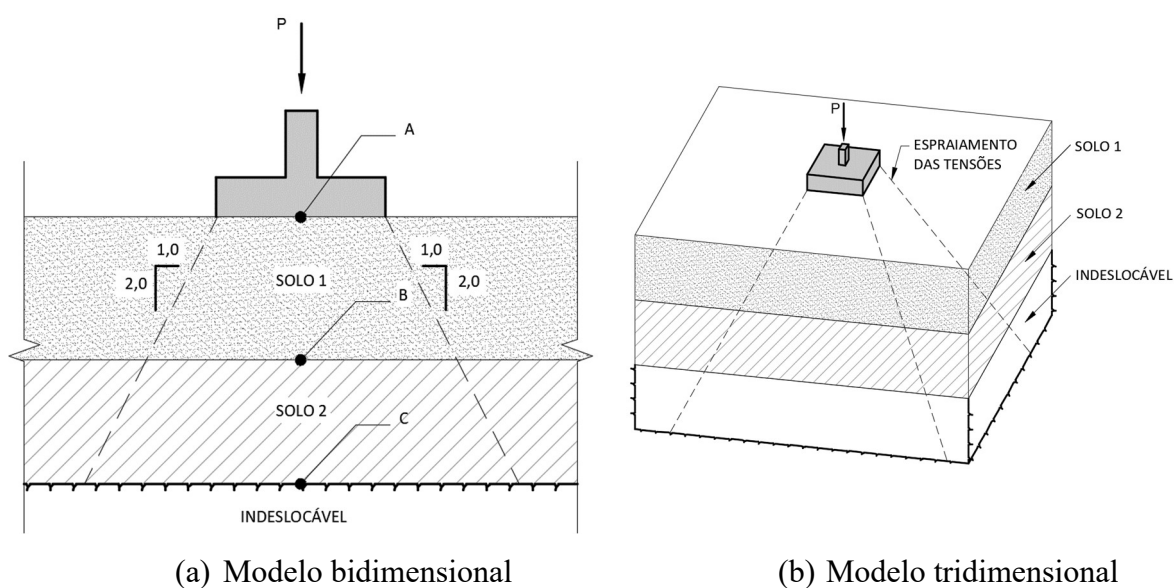 P
A
1,0
2,0
1,0
2,0
SOLO 1
B
SOLO 2
C
INDESLOCÁVEL
(a) Modelo bidimensional
P
ESPRAIAMENTO
DAS TENSÕES
SOLO 1
SOLO 2
INDESLOCÁVEL
(b) Modelo tridimensional